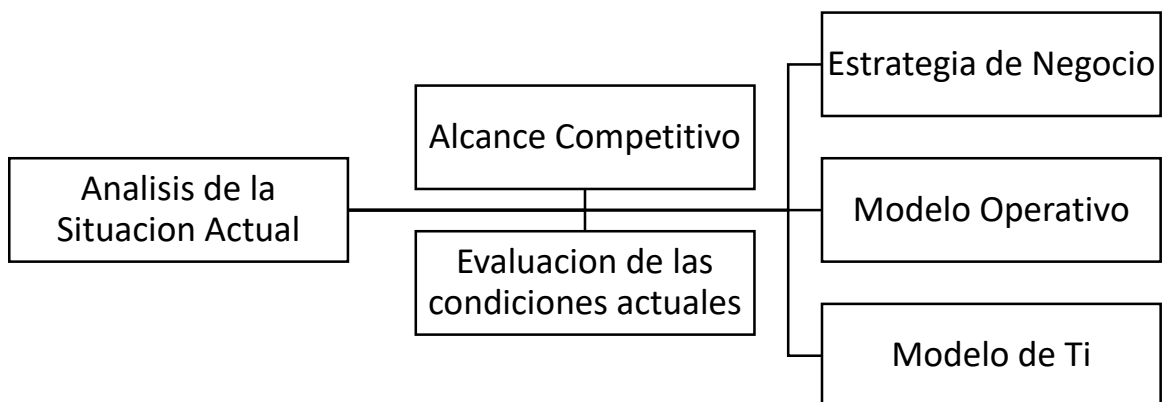 Analisis de la
Situacion Actual
Alcance Competitivo
Evaluacion de las
condiciones actuales
Estrategia de Negocio
Modelo Operativo
Modelo de Ti